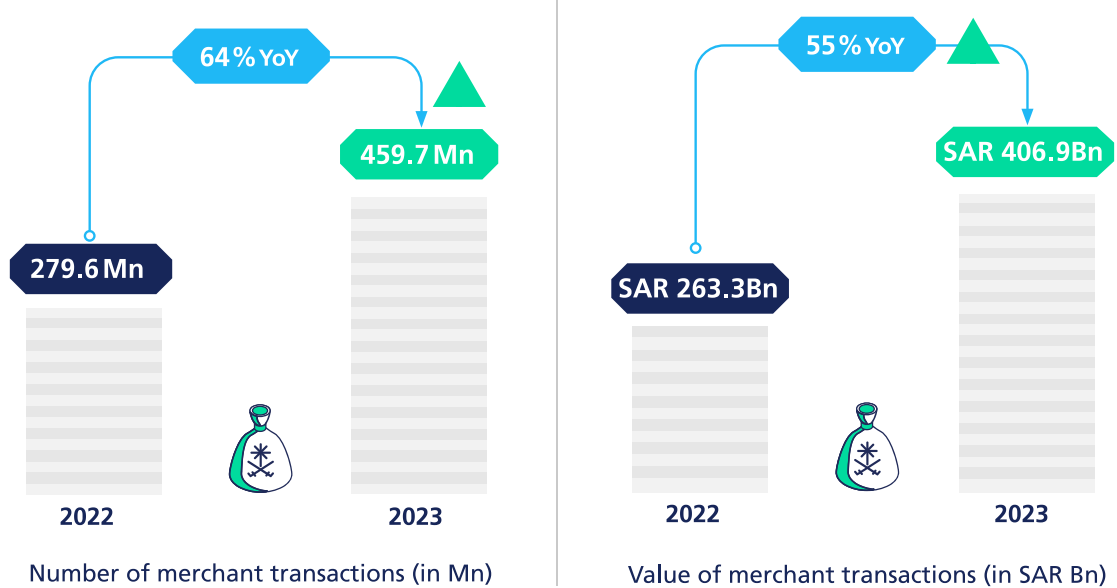 64% YoY
459.7 Mn
279.6 Mn
2022
2023
Number of merchant transactions (in Mn)
55% YoY
SAR 406.9Bn
SAR 263.3Bn
2022
2023
Value of merchant transactions (in SAR Bn)